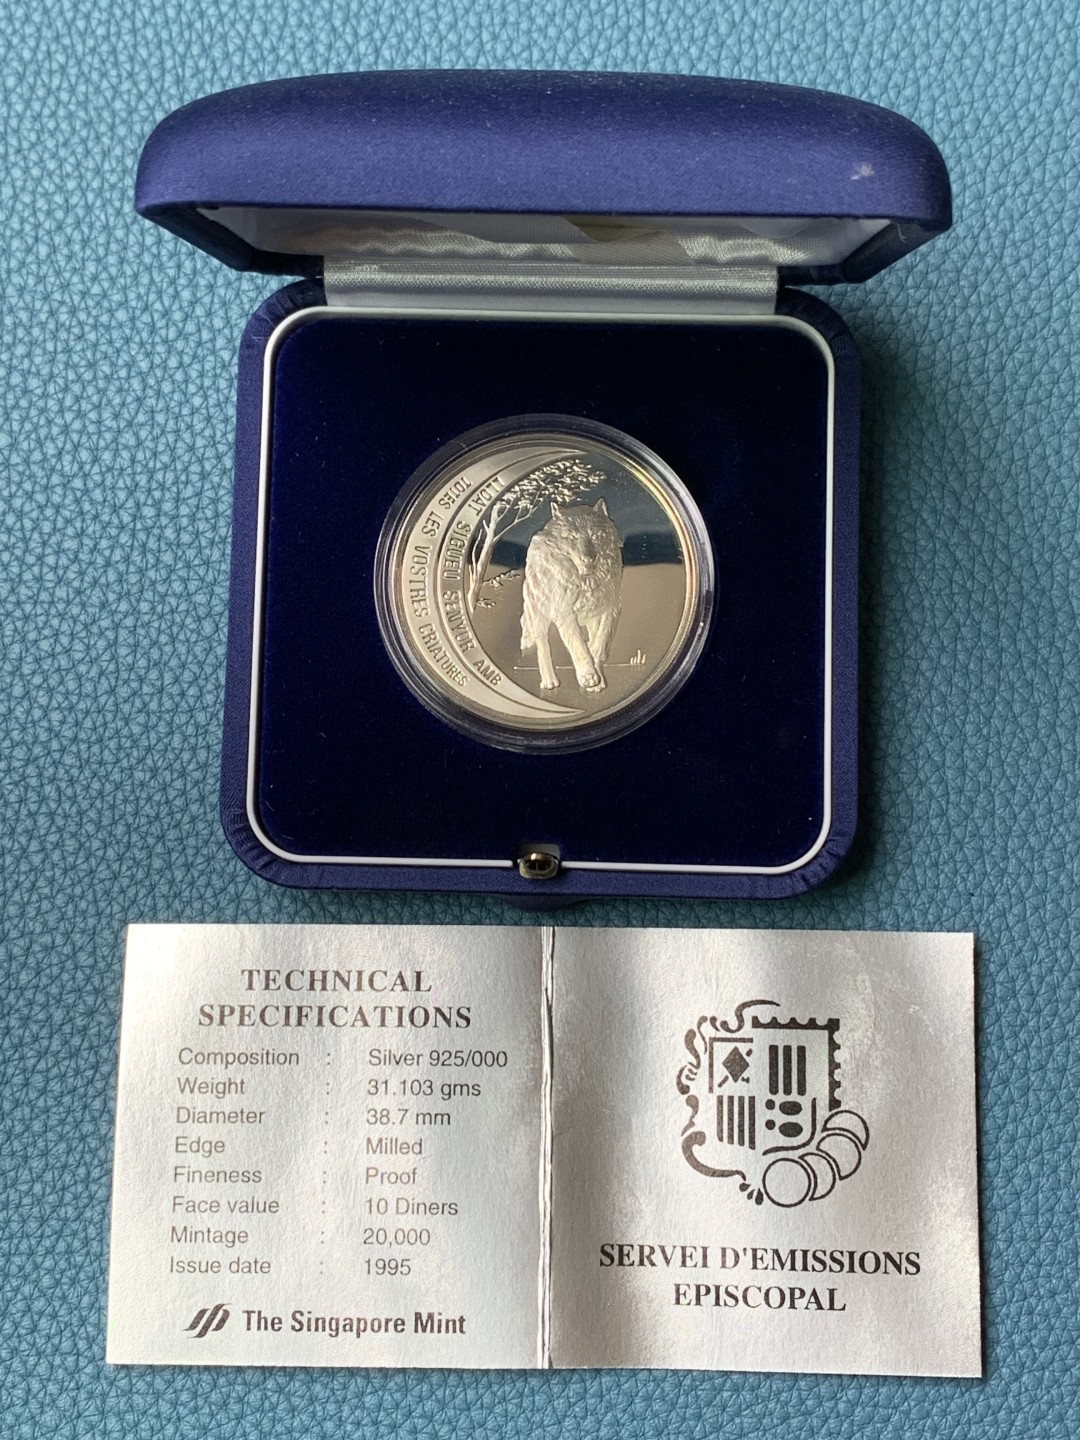 LLOAT SIGUEU SENYOR AMB
TOTES LES VOSTRES CRIATURES
TECHNICAL
SPECIFICATIONS
Composition : Silver 925/000
Weight : 31.103 gms
Diameter : 38.7 mm
Edge : Milled
Fineness : Proof
Face value : 10 Diners
Mintage : 20,000
Issue date : 1995
The Singapore Mint
SERVEI D'EMISSIONS
EPISCOPAL